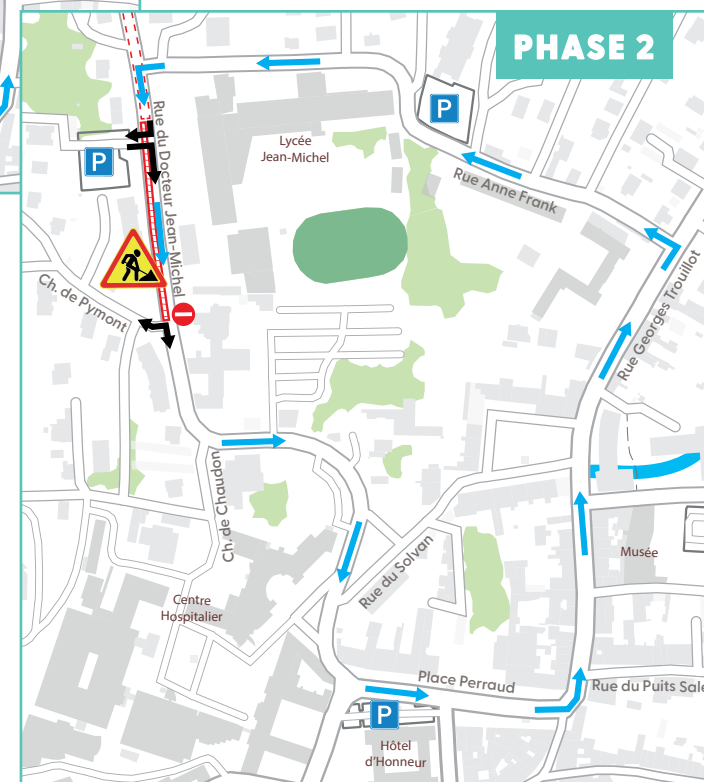 PHASE 2
P
Rue du Docteur Jean-Michel
Lycée
Jean-Michel
P
Rue Anne Frank
Ch. de Pymont
Rue Georges Trouillot
Ch. de Chaudon
Rue du Solvan
Musée
Centre
Hospitalier
Place Perraud
Rue du Puits Sale
P
Hôtel
d'Honneur